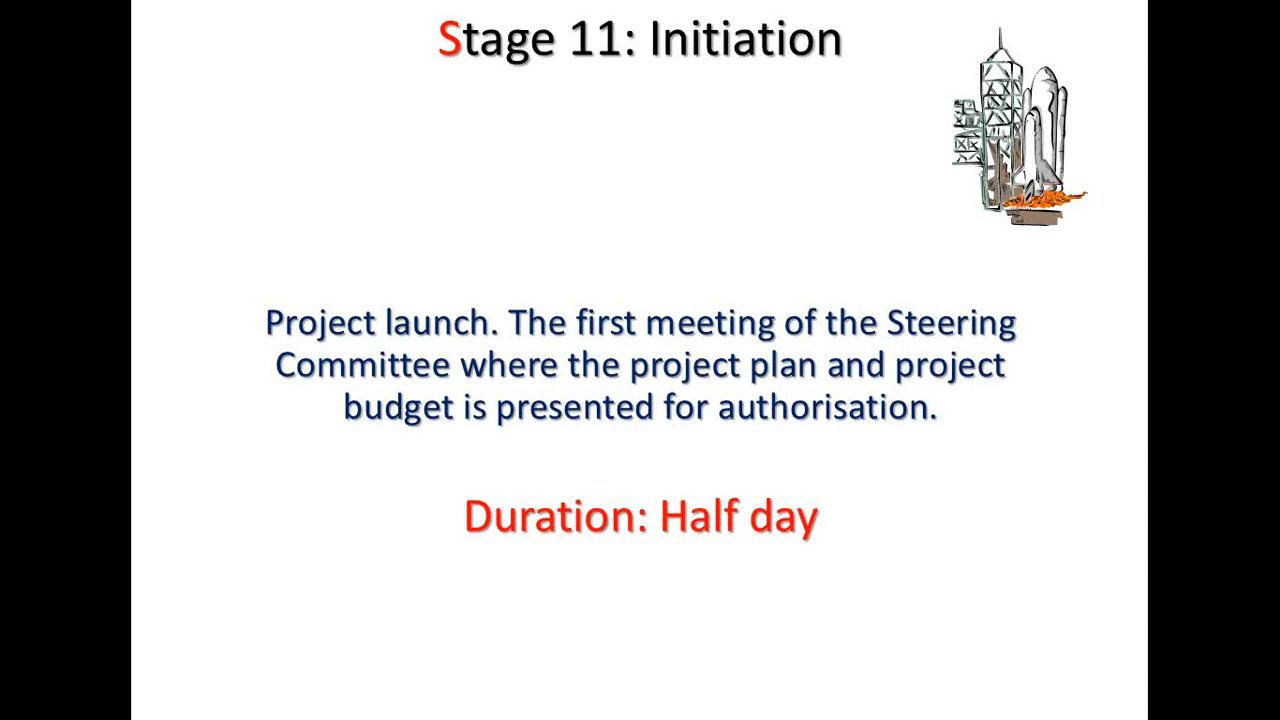 Stage 11: Initiation
Project launch. The first meeting of the Steering
Committee where the project plan and project
budget is presented for authorisation.
Duration: Half day